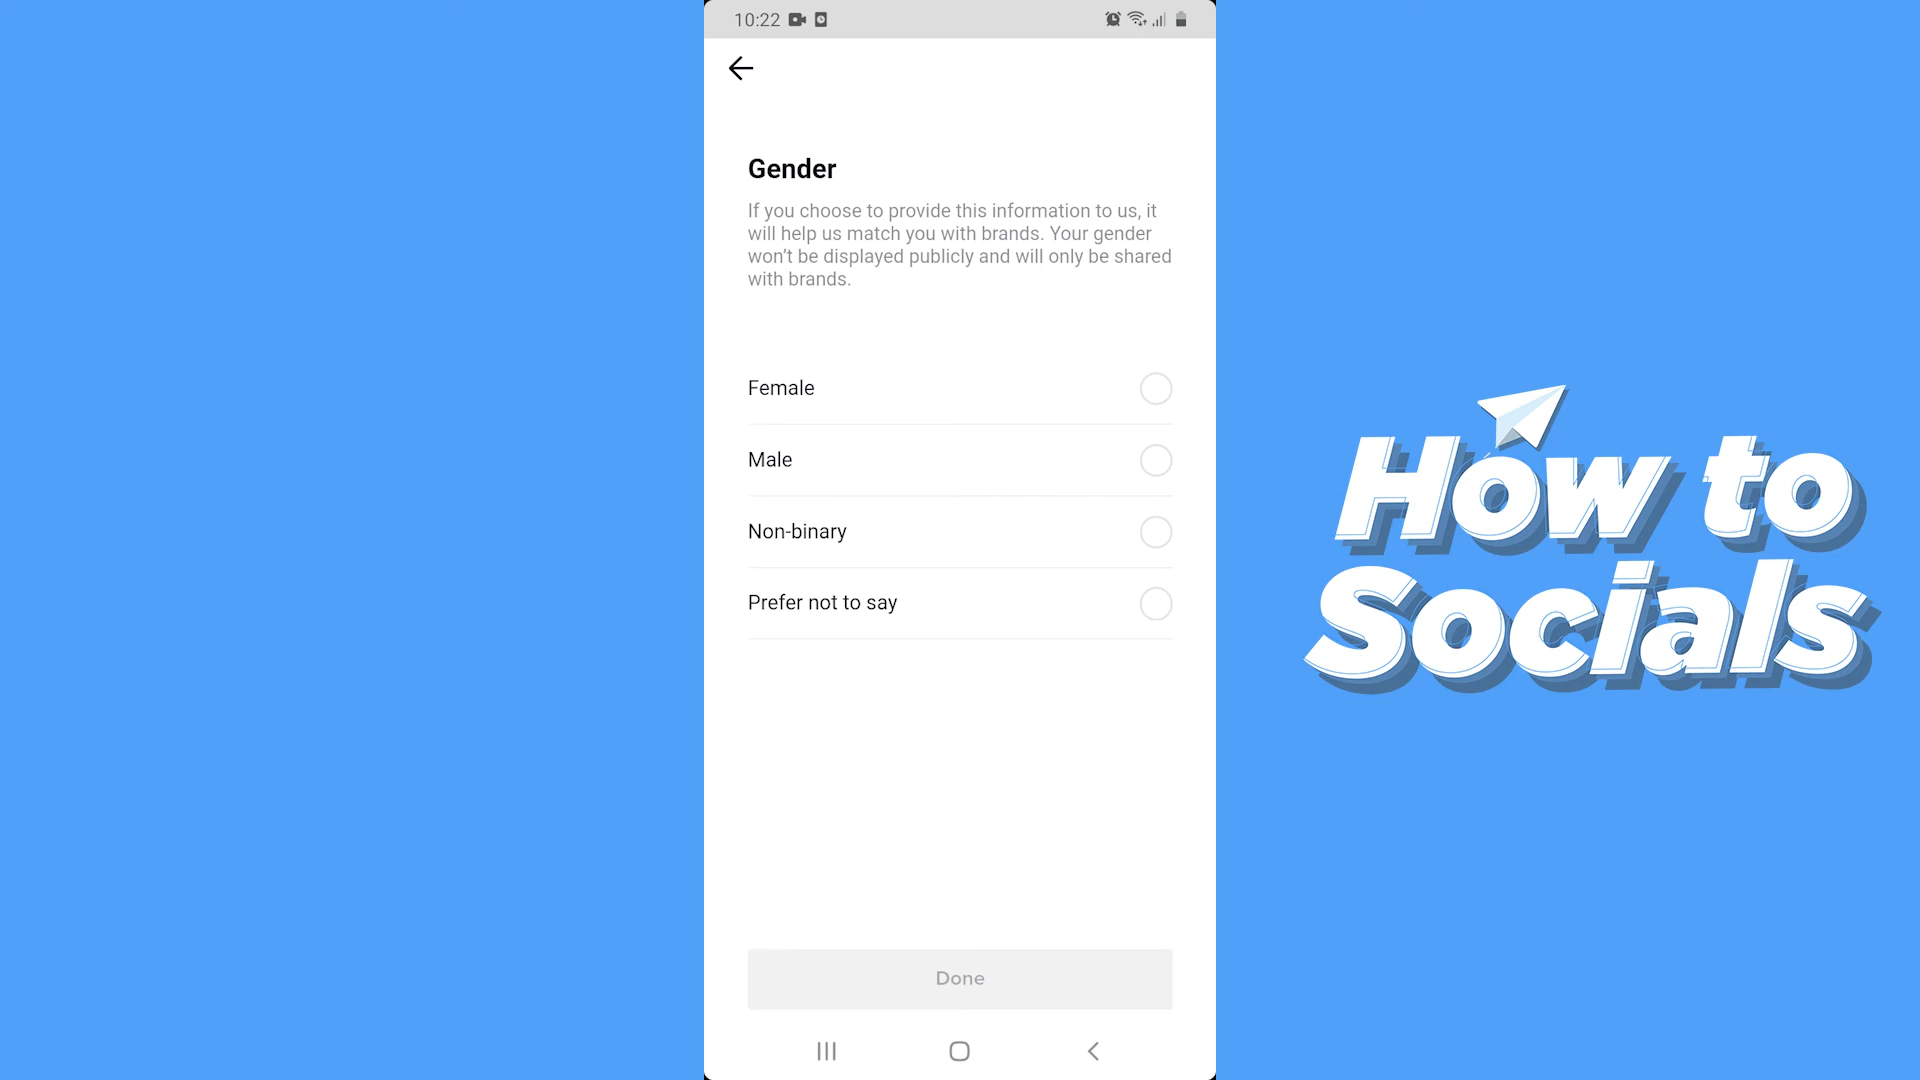 10:22
Gender
If you choose to provide this information to us, it
will help us match you with brands. Your gender
won’t be displayed publicly and will only be shared
with brands.
Female
Male
Non-binary
Prefer not to say
Done
How to
Socials